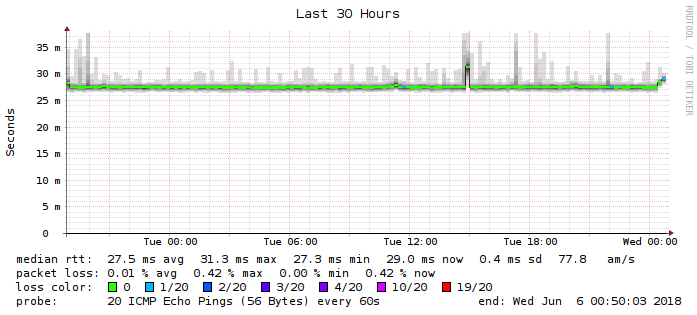 Last 30 Hours
RRDTOOL / TOBI OETIKER
Seconds
35 m
30 m
25 m
20 m
15 m
10 m
5 m
0
Tue 00:00 Tue 06:00 Tue 12:00 Tue 18:00 Wed 00:00
median rtt: 27.5 ms avg 31.3 ms max 27.3 ms min 29.0 ms now 0.4 ms sd 77.8 am/s
packet loss: 0.01 % avg 0.42 % max 0.00 % min 0.42 % now
loss color: 0 1/20 2/20 3/20 4/20 10/20 19/20
probe: 20 ICMP Echo Pings (56 Bytes) every 60s end: Wed Jun 6 00:50:03 2018